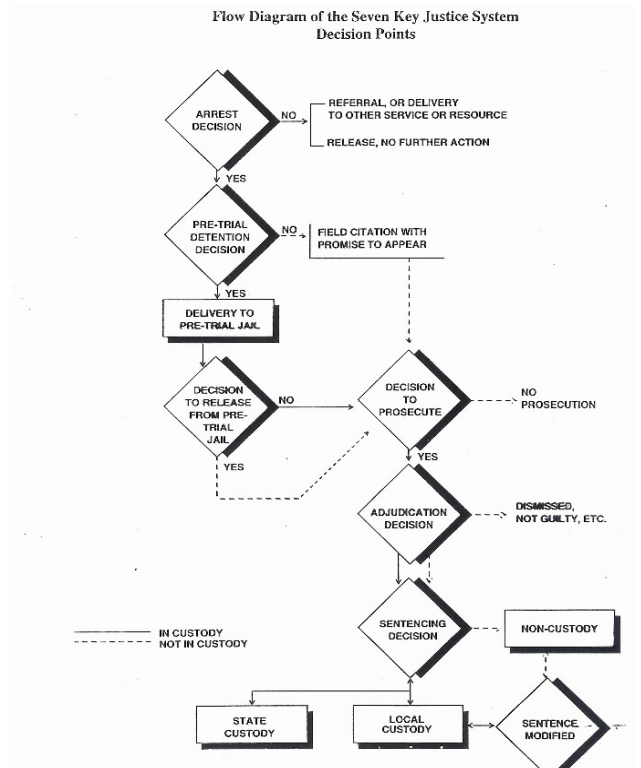 Flow Diagram of the Seven Key Justice System
Decision Points
ARREST
DECISION
NO
REFERRAL, OR DELIVERY
TO OTHER SERVICE OR RESOURCE
RELEASE, NO FURTHER ACTION
YES
PRE-TRIAL
DETENTION
DECISION
NO
FIELD CITATION WITH
PROMISE TO APPEAR
YES
DELIVERY TO
PRE-TRIAL JAIL
DECISION
TO RELEASE
FROM PRE-
TRIAL
JAIL
NO
YES
DECISION
TO
PROSECUTE
NO
PROSECUTION
YES
ADJUDICATION
DECISION
DISMISSED,
NOT GUILTY, ETC.
SENTENCING
DECISION
NON-CUSTODY
IN CUSTODY
NOT IN CUSTODY
STATE
CUSTODY
LOCAL
CUSTODY
SENTENCE
MODIFIED